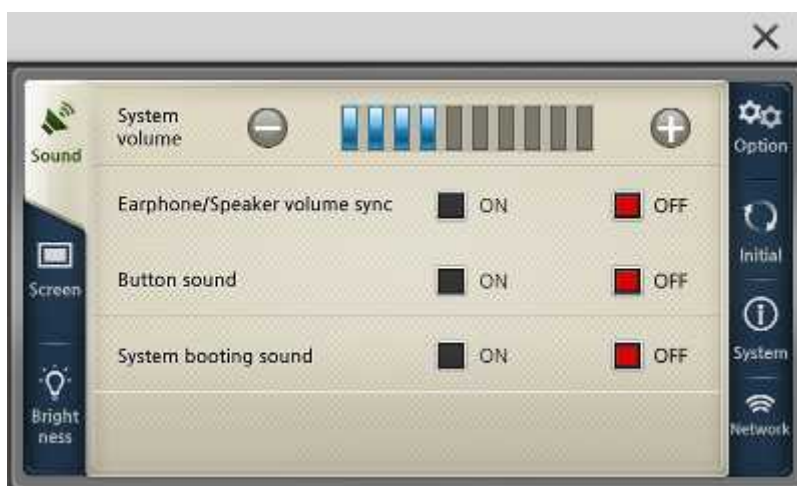 System
volume
Sound
Option
Earphone/Speaker volume sync ON OFF
Initial
Screen
Button sound ON OFF
System booting sound ON OFF
System
Bright
ness
Network